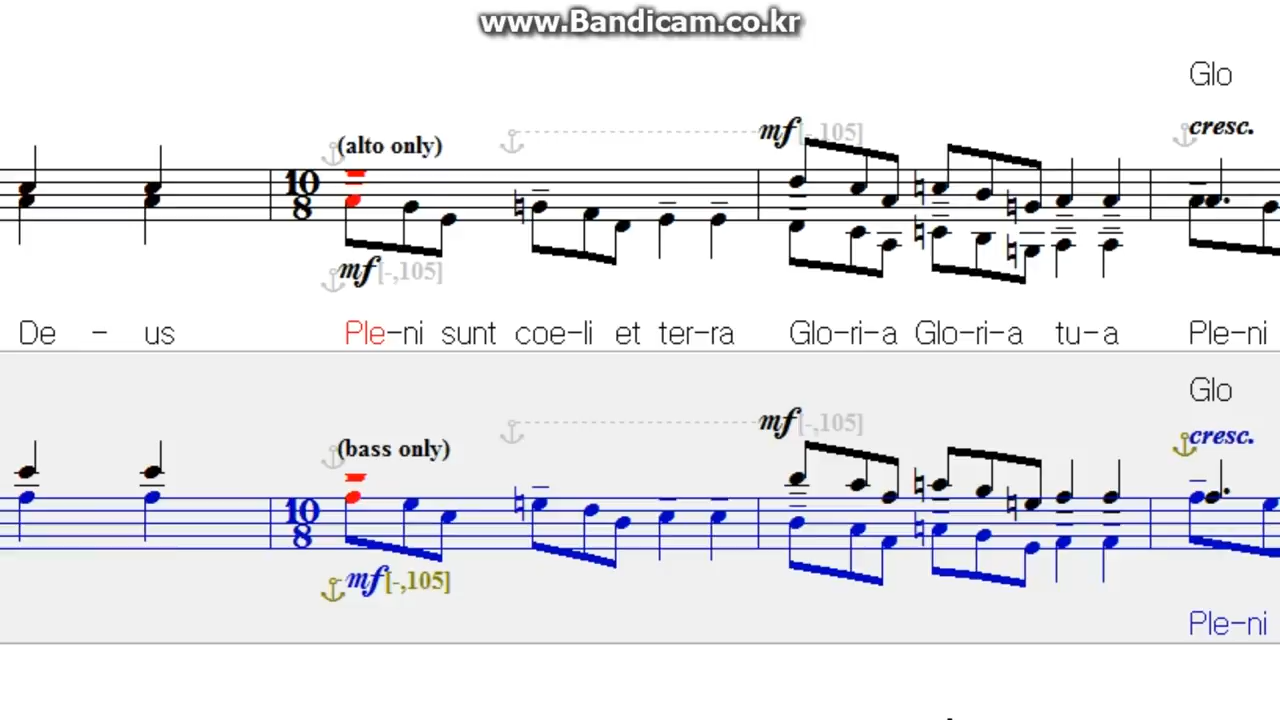 www.Bandicam.co.kr
Glo
cresc.
(alto only)
mf[-,105]
10
8
mf[-,105]
De - us
Ple-ni sunt coe-li et ter-ra Glo-ri-a Glo-ri-a tu-a Ple-ni
Glo
cresc.
mf[-,105]
(bass only)
10
8
mf[-,105]
Ple-ni